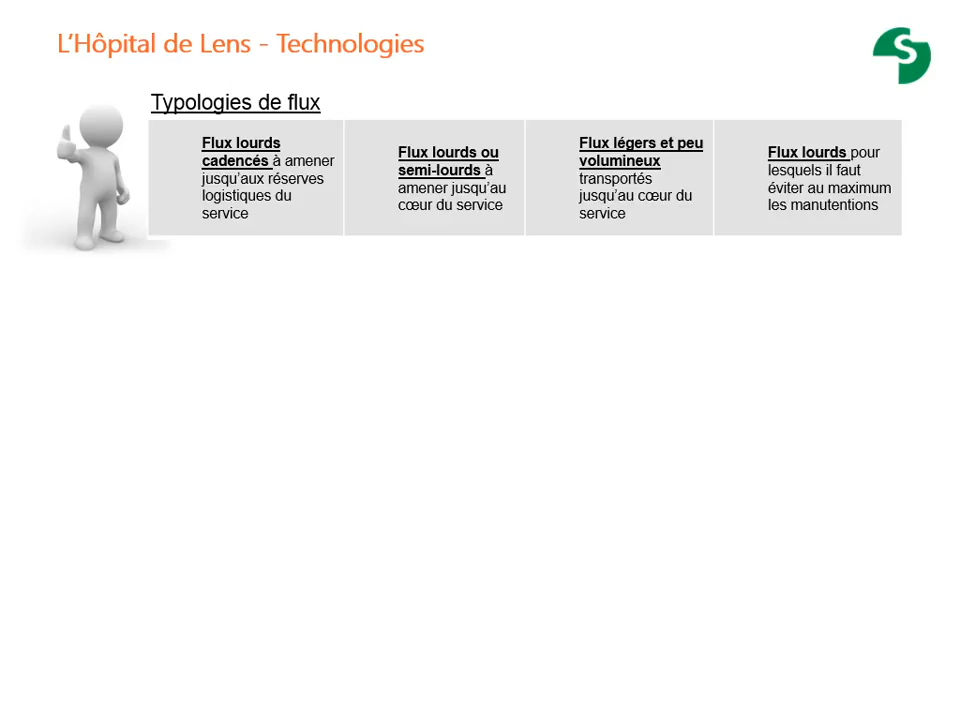 L'Hôpital de Lens - Technologies
S
Typologies de flux
Flux lourds
cadencés à amener
jusqu'aux réserves
logistiques du
service
Flux lourds ou
semi-lourds à
amener jusqu'au
cœur du service
Flux légers et peu
volumineux
transportés
jusqu'au cœur du
service
Flux lourds pour
lesquels il faut
éviter au maximum
les manutentions